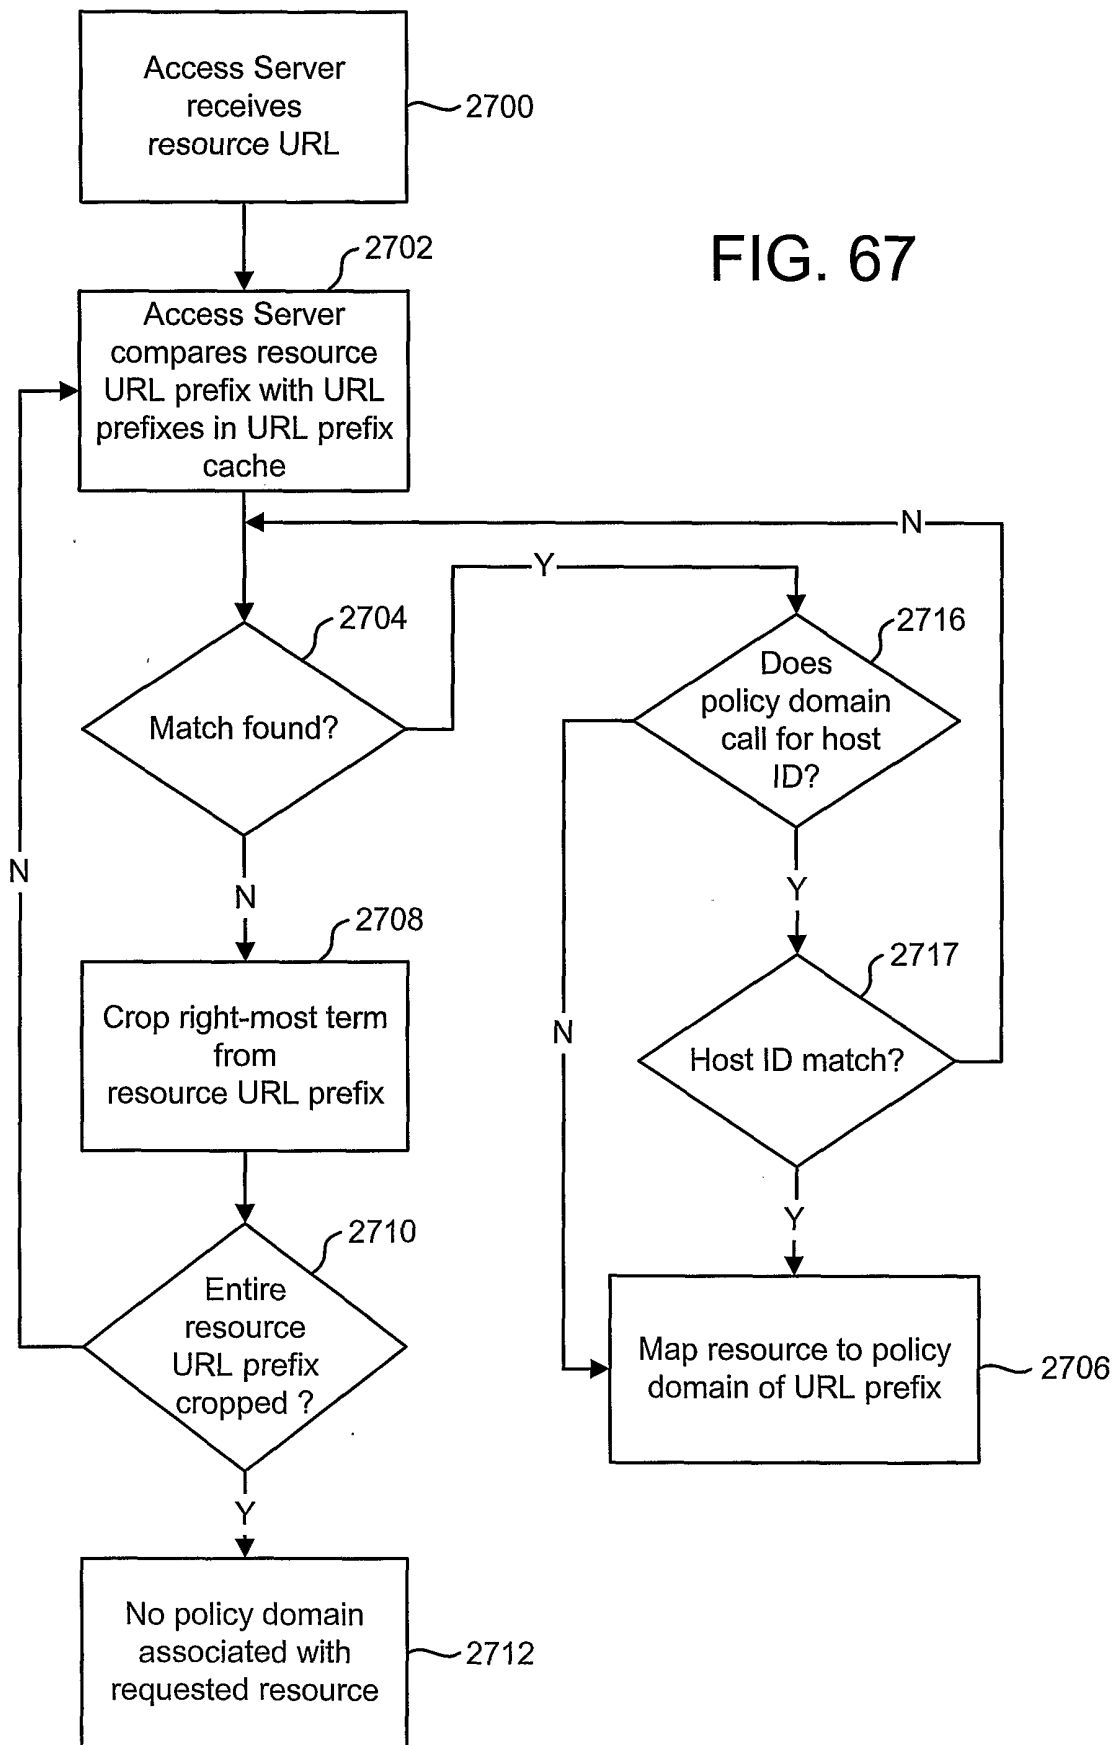 Access Server
receives
resource URL
2700
FIG. 67
2702
Access Server
compares resource
URL prefix with URL
prefixes in URL prefix
cache
N
Y
2704
Match found?
2716
Does
policy domain
call for host
ID?
N
N
Y
2708
Crop right-most term
from
resource URL prefix
2717
Host ID match?
N
Y
2710
Entire
resource
URL prefix
cropped ?
Map resource to policy
domain of URL prefix
2706
Y
No policy domain
associated with
requested resource
2712